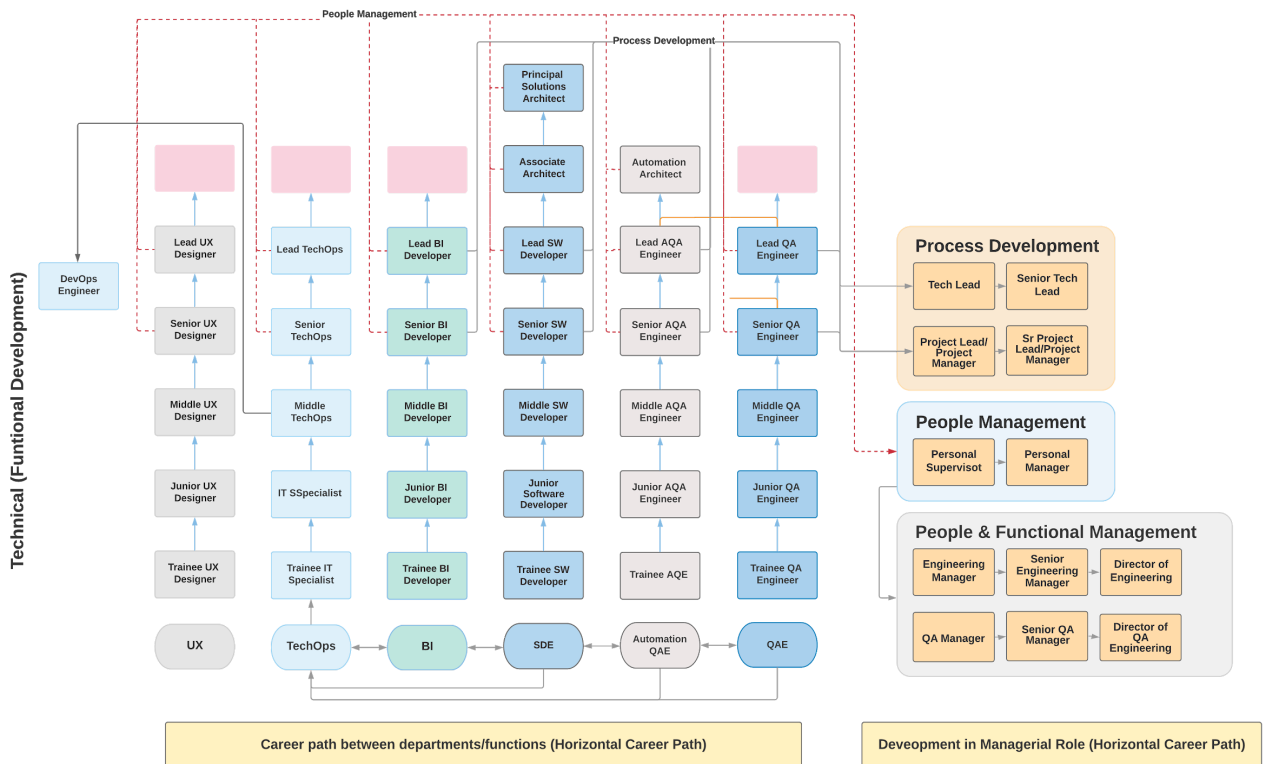 People Management
Process Development
Principal
Solutions
Architect
Associate
Architect
Automation
Architect
Lead UX
Designer
Lead TechOps
Lead BI
Developer
Lead SW
Developer
Lead AQA
Engineer
Lead QA
Engineer
DevOps
Engineer
Senior UX
Designer
Senior
TechOps
Senior BI
Developer
Senior SW
Developer
Senior AQA
Engineer
Senior QA
Engineer
Middle UX
Designer
Middle
TechOps
Middle BI
Developer
Middle SW
Developer
Middle AQA
Engineer
Middle QA
Engineer
Junior UX
Designer
IT SSpecialist
Junior BI
Developer
Junior
Software
Developer
Junior AQA
Engineer
Junior QA
Engineer
Trainee UX
Designer
Trainee IT
Specialist
Trainee BI
Developer
Trainee SW
Developer
Trainee AQE
Trainee QA
Engineer
UX
TechOps
BI
SDE
Automation
QAE
QAE
Technical (Funtional Development)
Process Development
Tech Lead
Senior Tech
Lead
Project Lead/
Project
Manager
Sr Project
Lead/Project
Manager
People Management
Personal
Supervisot
Personal
Manager
People & Functional Management
Engineering
Manager
Senior
Engineering
Manager
Director of
Engineering
QA Manager
Senior QA
Manager
Director of
QA
Engineering
Career path between departments/functions (Horizontal Career Path)
Deveopment in Managerial Role (Horizontal Career Path)